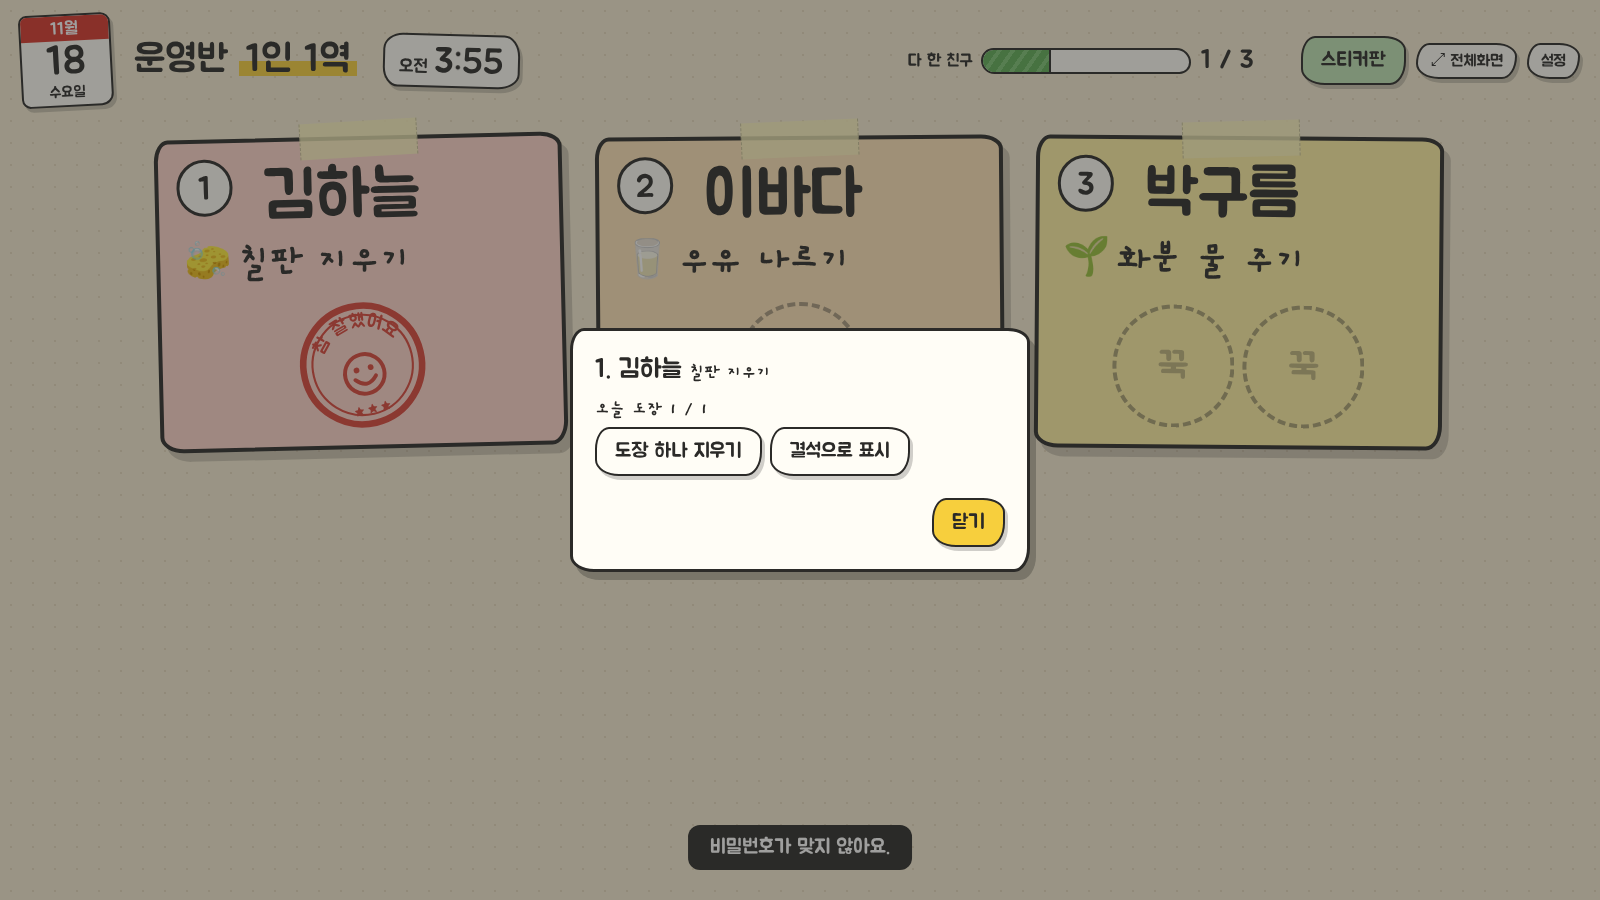 11월
18
수요일
운영반 1인 1역
오전 3:55
다 한 친구 1 / 3
스티커판
전체화면
설정
1 김하늘
칠판 지우기
참 잘했어요
2 이바다
우유 나르기
3 박구름
화분 물 주기
꾹 꾹
1. 김하늘 칠판 지우기
오늘 도장 1 / 1
도장 하나 지우기
결석으로 표시
닫기
비밀번호가 맞지 않아요.